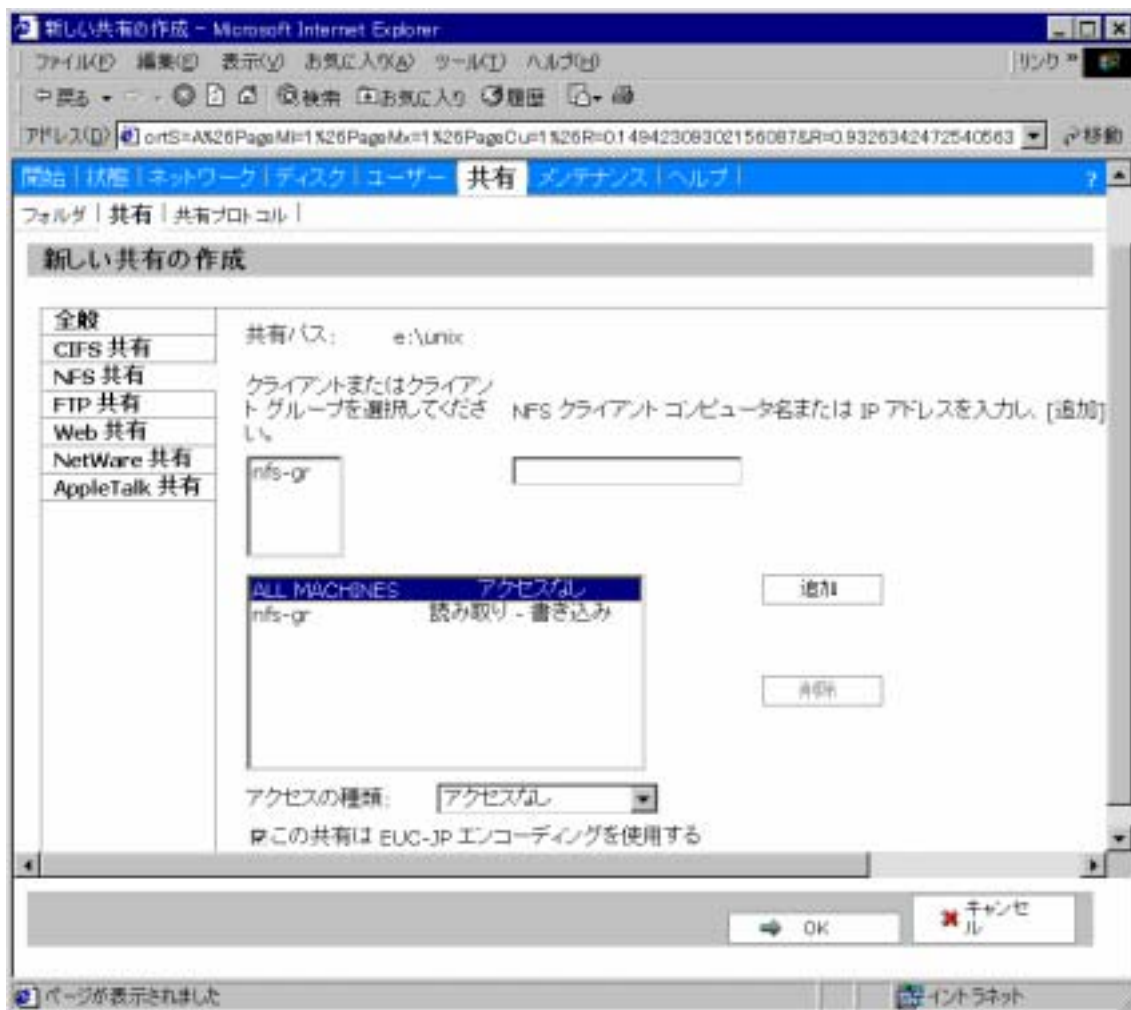 新しい共有の作成 - Microsoft Internet Explorer
ファイル(F) 編集(E) 表示(V) お気に入り(A) ツール(T) ヘルプ(H) リンク »
戻る 検索 お気に入り 履歴
アドレス(D) ortS=A%26PageMi=1%26PageMx=1%26PageCu=1%26R=0.14942309302156087&R=0.9326342472540563 移動
開始 | 状態 | ネットワーク | ディスク | ユーザー 共有 メンテナンス | ヘルプ | ?
フォルダ | 共有 | 共有プロトコル |
新しい共有の作成
全般
CIFS 共有
NFS 共有
FTP 共有
Web 共有
NetWare 共有
AppleTalk 共有
共有パス: e:\unix
クライアントまたはクライアン
ト グループを選択してくださ
い。
NFS クライアント コンピュータ名または IP アドレスを入力し、[追加]
nfs-gr
ALL MACHINES アクセスなし
nfs-gr 読み取り - 書き込み
追加
削除
アクセスの種類: アクセスなし
この共有は EUC-JP エンコーディングを使用する
OK
キャンセ
ル
ページが表示されました
イントラネット